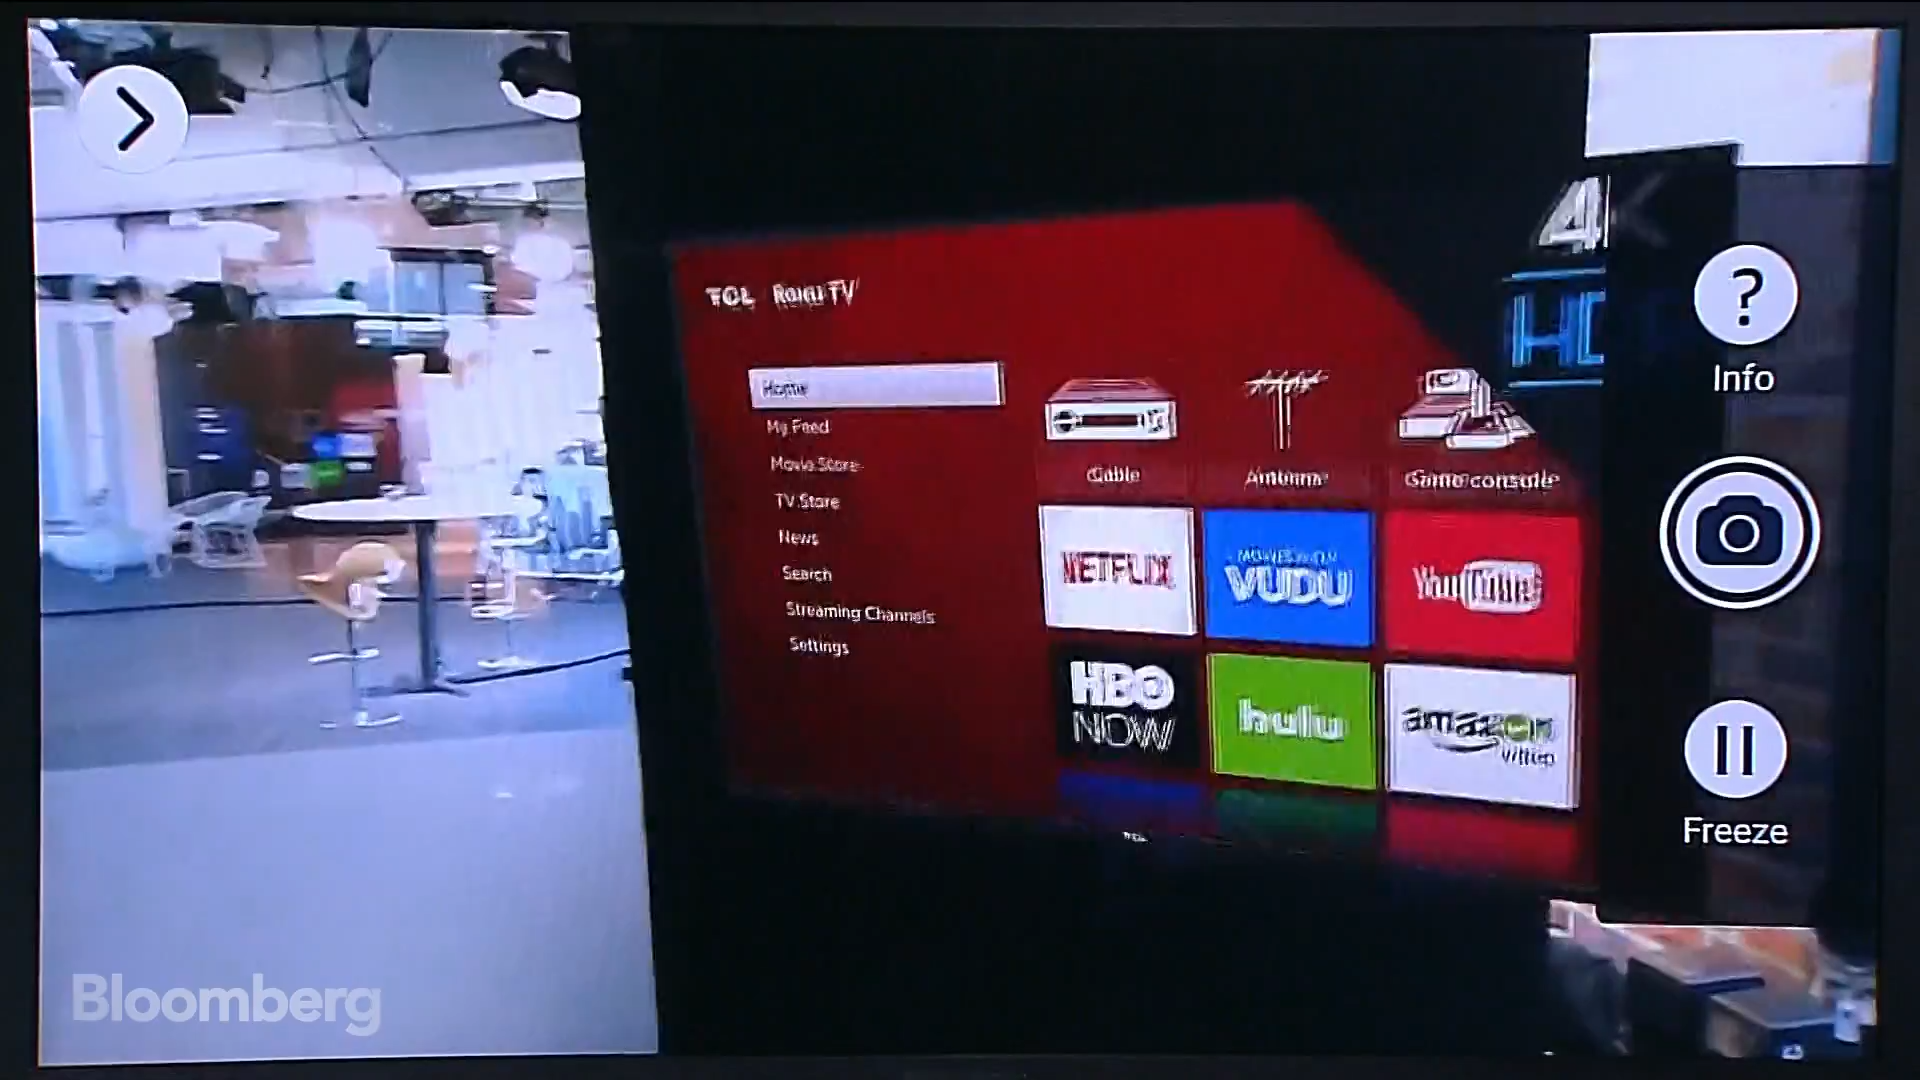 4K
TCL Roku TV
Home
My Feed
Movie Store
TV Store
News
Search
Streaming Channels
Settings
Cable
Antenna
Game console
NETFLIX
VUDU
YouTube
HBO
NOW
hulu
amazon
video
Info
Freeze
Bloomberg